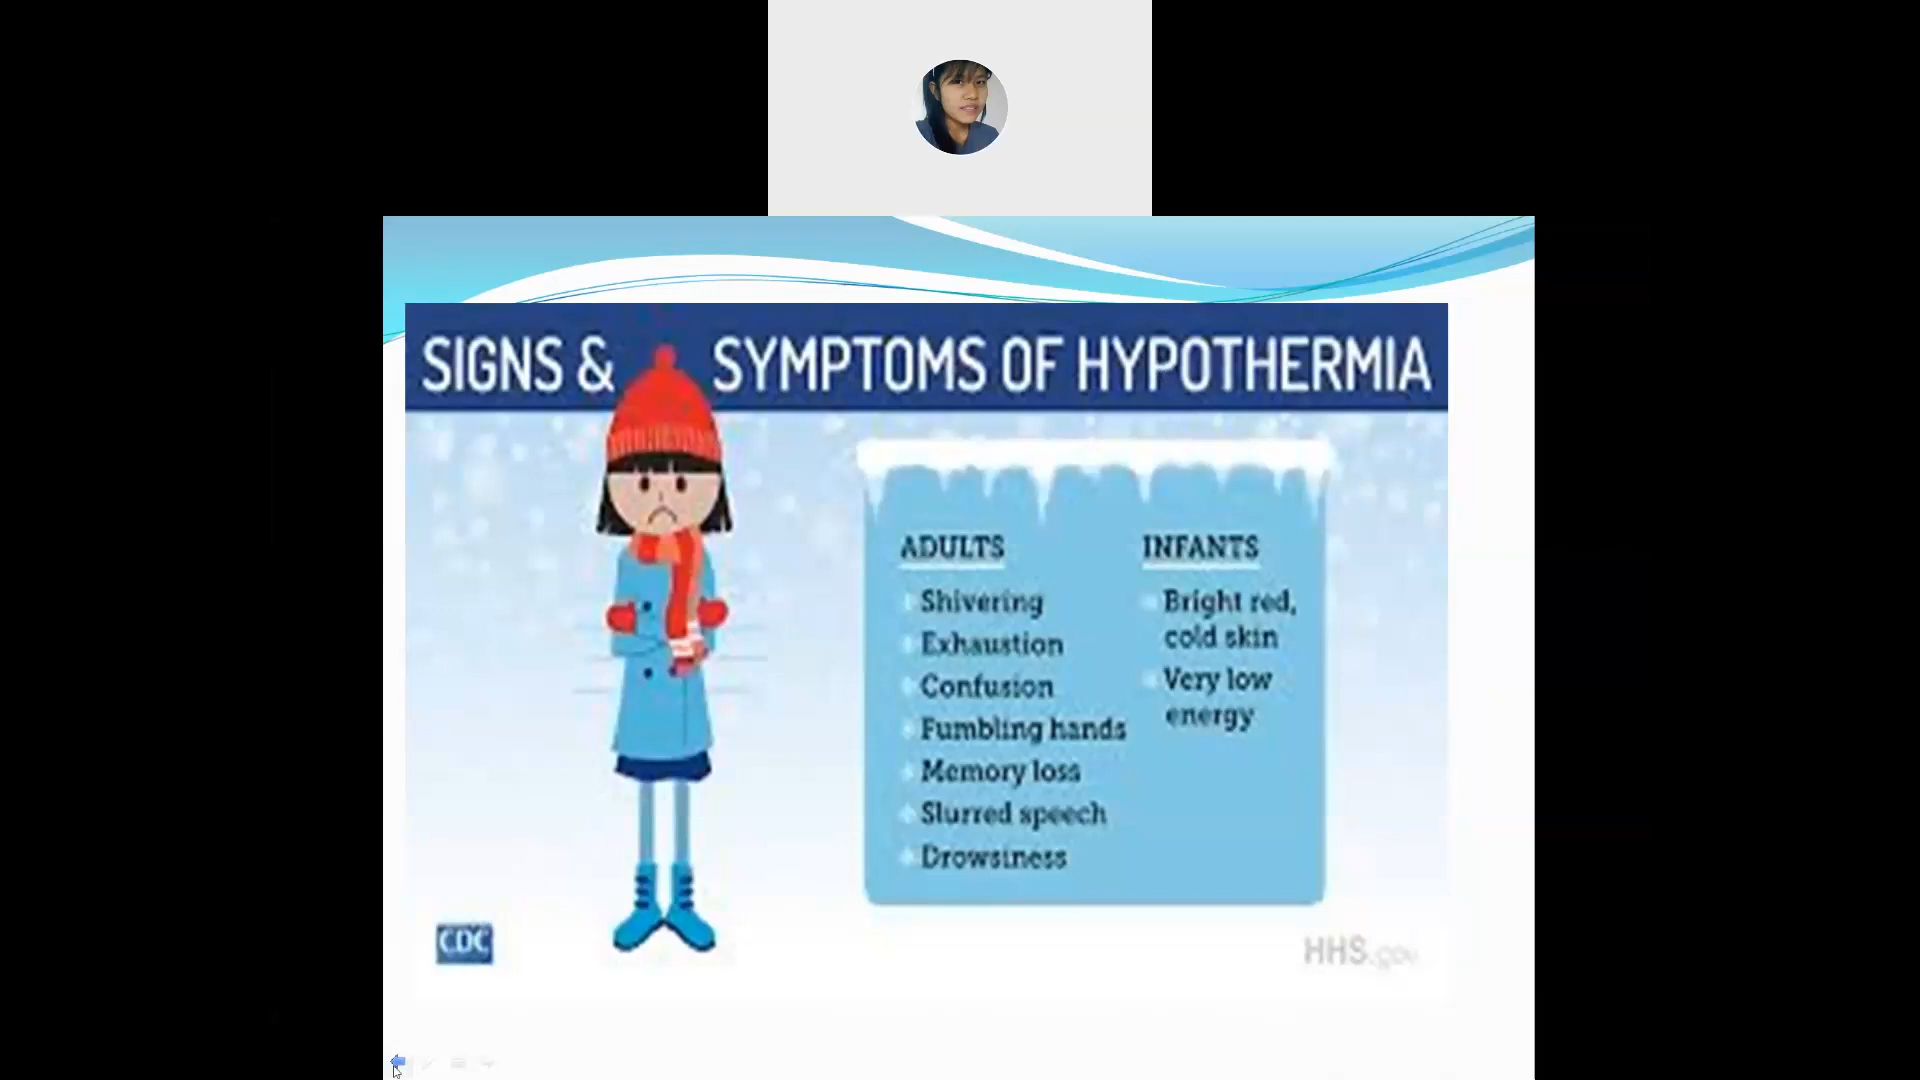 SIGNS & SYMPTOMS OF HYPOTHERMIA
ADULTS
Shivering
Exhaustion
Confusion
Fumbling hands
Memory loss
Slurred speech
Drowsiness
INFANTS
Bright red,
cold skin
Very low
energy
CDC
HHS.gov